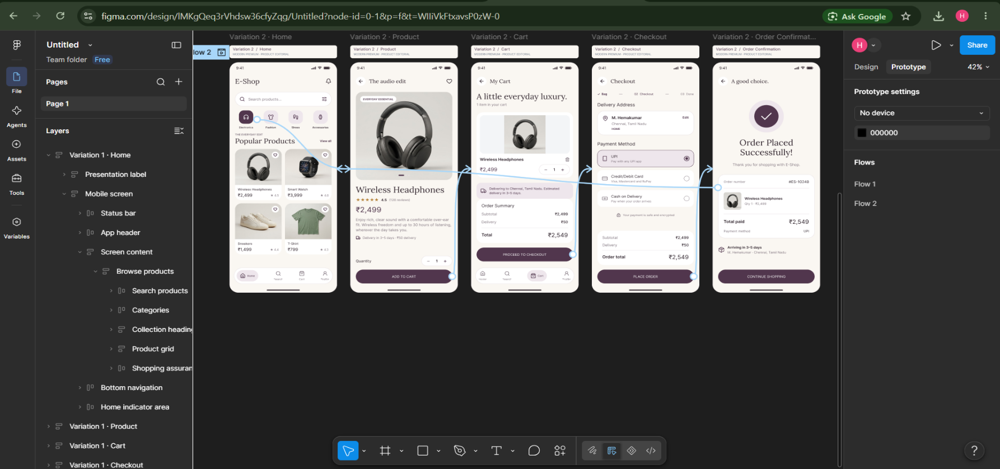 figma.com/design/IMKgQeq3rVhdsw36cfyZqg/Untitled?node-id=0-1&p=f&t=WIliVkFtxavsP0zW-0
Ask Google
H
File
Agents
Assets
Tools
Variables
Untitled
Team folder Free
Pages
Page 1
Layers
Variation 1 · Home
Presentation label
Mobile screen
Status bar
App header
Screen content
Browse products
Search products
Categories
Collection heading
Product grid
Shopping assuran
Bottom navigation
Home indicator area
Variation 1 · Product
Variation 1 · Cart
Variation 1 · Checkout
low 2
Variation 2 · Home
Variation 2 / Home
MODERN PREMIUM · PRODUCT EDITORIAL
9:41
E-Shop
Search products...
Electronics Fashion Shoes Accessories
THE EVERYDAY EDIT
Popular Products View all
Wireless Headphones
₹2,499 ★ 4.5
Smart Watch
₹3,999 ★ 4.6
Sneakers
₹1,499 ★ 4.4
T-Shirt
₹799 ★ 4.3
Home Search Cart Profile
Variation 2 · Product
Variation 2 / Product
MODERN PREMIUM · PRODUCT EDITORIAL
9:41
The audio edit
EVERYDAY ESSENTIAL
Wireless Headphones
★★★★★ 4.5 (128 reviews)
₹2,499
Enjoy rich, clear sound with a comfortable over-ear
fit. Wireless freedom and up to 30 hours of listening,
wherever the day takes you.
Delivery in 3–5 days · ₹50 delivery
Quantity − 1 +
ADD TO CART
Variation 2 · Cart
Variation 2 / Cart
MODERN PREMIUM · PRODUCT EDITORIAL
9:41
My Cart
A little everyday luxury.
1 item in your cart
Wireless Headphones
₹2,499 − 1 +
Delivering to Chennai, Tamil Nadu. Estimated
delivery in 3–5 days.
Order Summary
Subtotal ₹2,499
Delivery ₹50
Total ₹2,549
PROCEED TO CHECKOUT
Home Search Cart Profile
Variation 2 · Checkout
Variation 2 / Checkout
MODERN PREMIUM · PRODUCT EDITORIAL
9:41
Checkout
✓ Bag — 02 Checkout — 03 Done
Delivery Address
M. Hemakumar Edit
Chennai, Tamil Nadu
HOME
Payment Method
UPI
Pay with any UPI app
Credit/Debit Card
Visa, Mastercard and RuPay
Cash on Delivery
Pay when your order arrives
Your payment is safe and encrypted
Subtotal ₹2,499
Delivery ₹50
Order total ₹2,549
PLACE ORDER
Variation 2 · Order Confirmat...
Variation 2 / Order Confirmation
MODERN PREMIUM · PRODUCT EDITORIAL
9:41
A good choice.
Order Placed
Successfully!
Thank you for shopping with E-Shop.
Order number #ES-10248
Wireless Headphones
Qty 1 · ₹2,499
Total paid ₹2,549
Payment method UPI
Arriving in 3–5 days
M. Hemakumar · Chennai, Tamil Nadu
CONTINUE SHOPPING
H
Share
Design Prototype 42%
Prototype settings
No device
000000
Flows
Flow 1
Flow 2
?